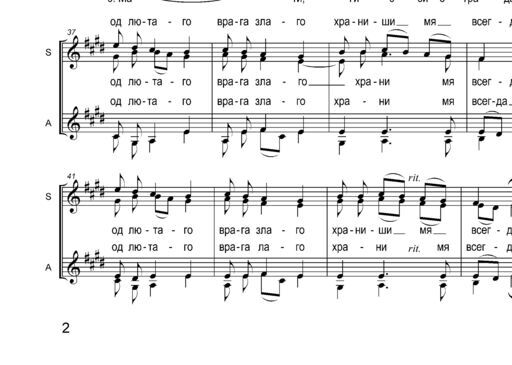 од лю - та - го вра - га зла - го хра - ни - ши мя всег -
37
S
од лю - та - го вра - га зла - го хра - ни мя всег -
од лю - та - го вра - га зла - го хра - ни мя всег - да
A
41
rit.
S
од лю - та - го вра - га зла - го хра - ни - ши мя всег -
од лю - та - го вра - га ла - го хра - ни rit. мя всег -
A
2